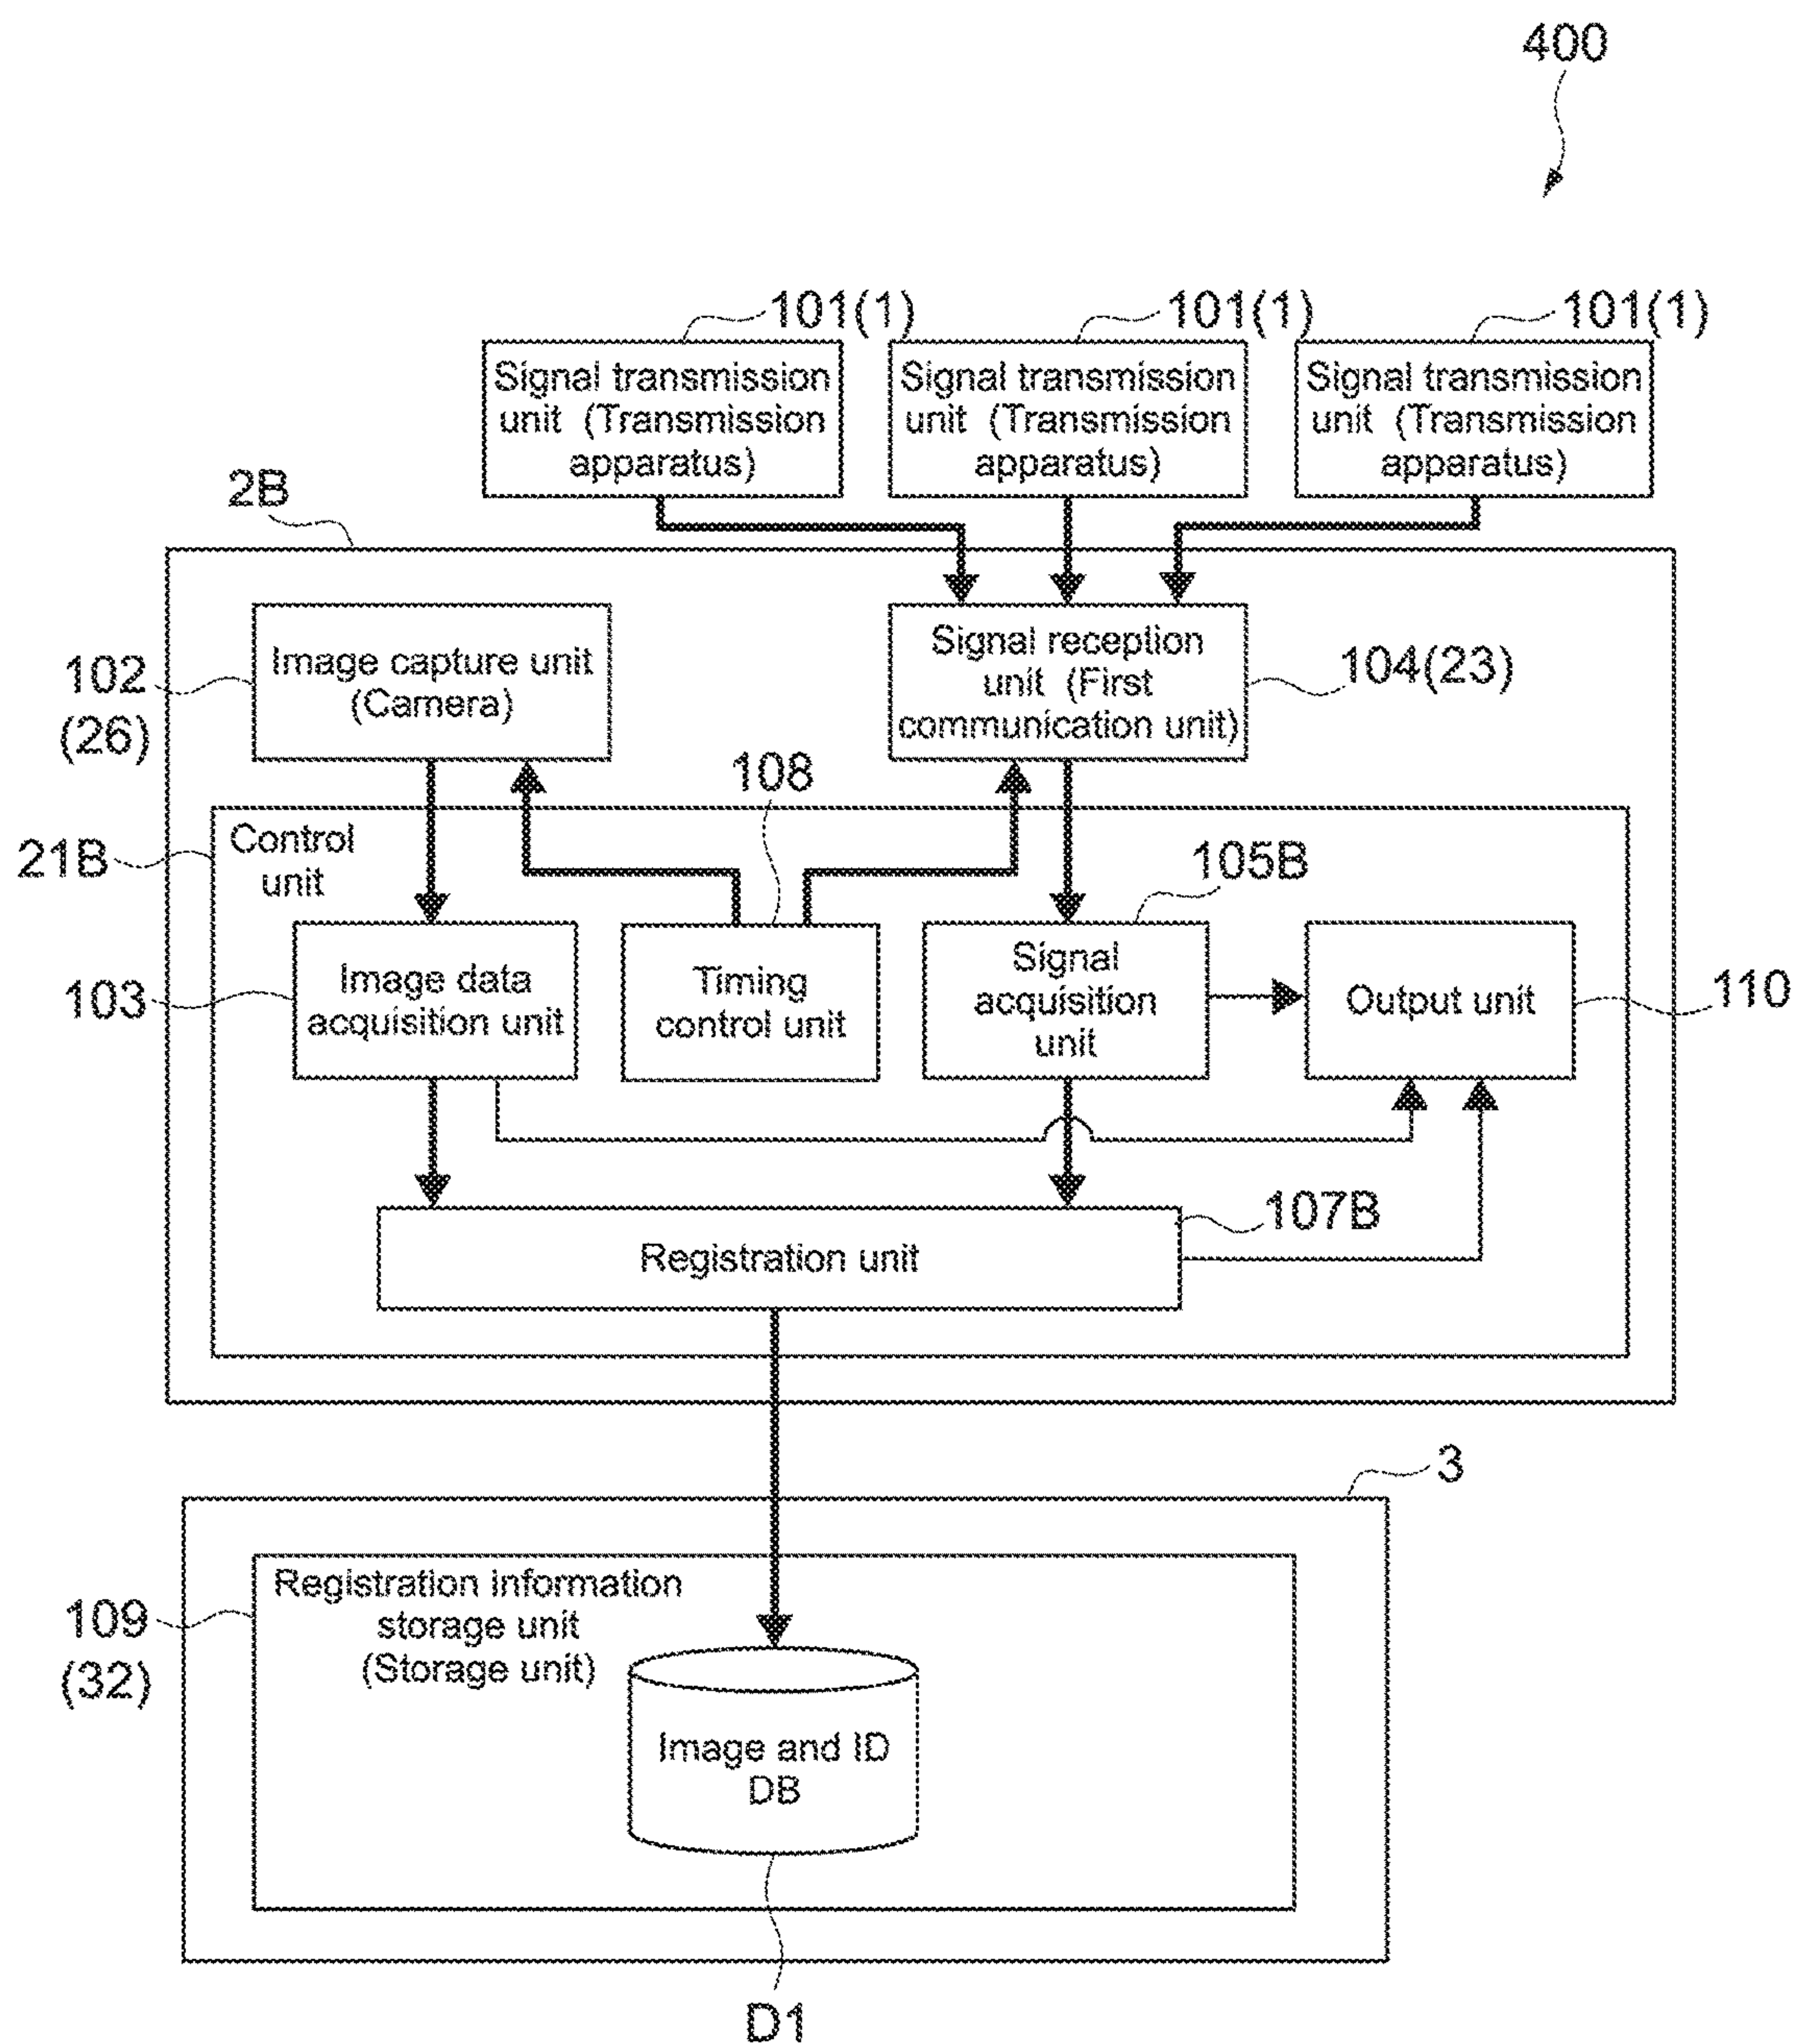 400
101(1)
101(1)
101(1)
Signal transmission
unit (Transmission
apparatus)
Signal transmission
unit (Transmission
apparatus)
Signal transmission
unit (Transmission
apparatus)
2B
Image capture unit
(Camera)
102
(26)
Signal reception
unit (First
communication unit)
104(23)
108
21B
Control
unit
105B
Image data
acquisition unit
103
Timing
control unit
Signal
acquisition
unit
Output unit
110
107B
Registration unit
3
Registration information
storage unit
(Storage unit)
109
(32)
Image and ID
DB
D1